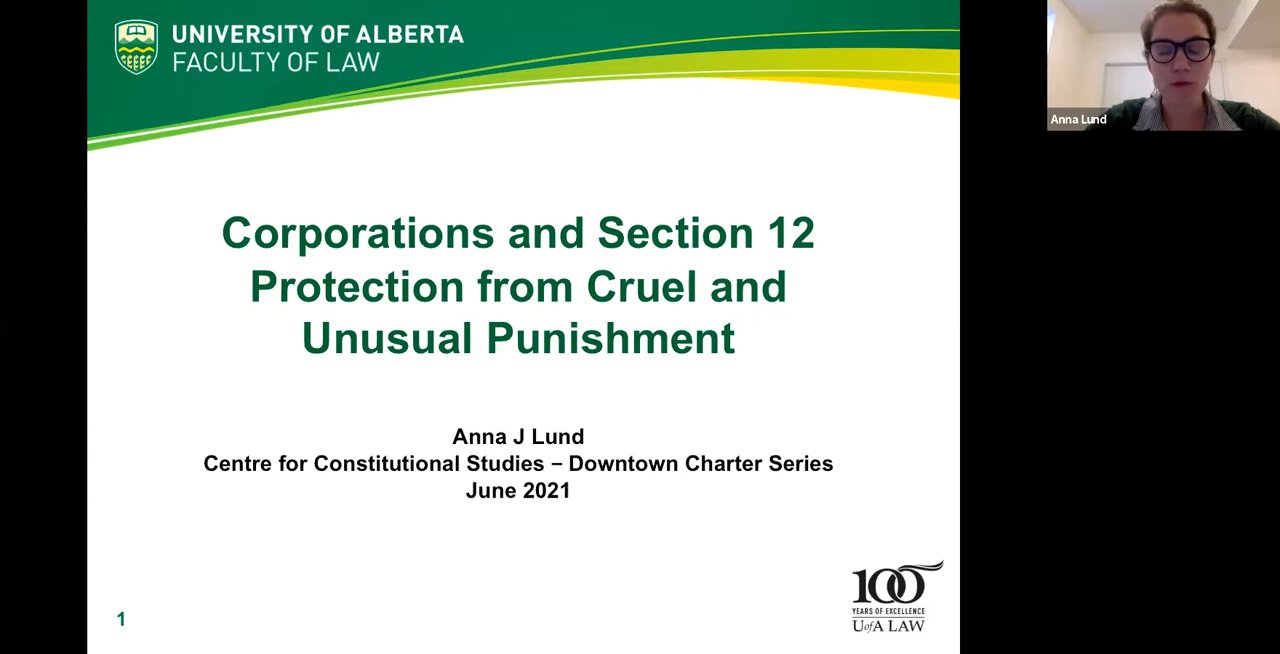 UNIVERSITY OF ALBERTA
FACULTY OF LAW
Anna Lund
Corporations and Section 12
Protection from Cruel and
Unusual Punishment
Anna J Lund
Centre for Constitutional Studies – Downtown Charter Series
June 2021
100
YEARS OF EXCELLENCE
UofA LAW
1